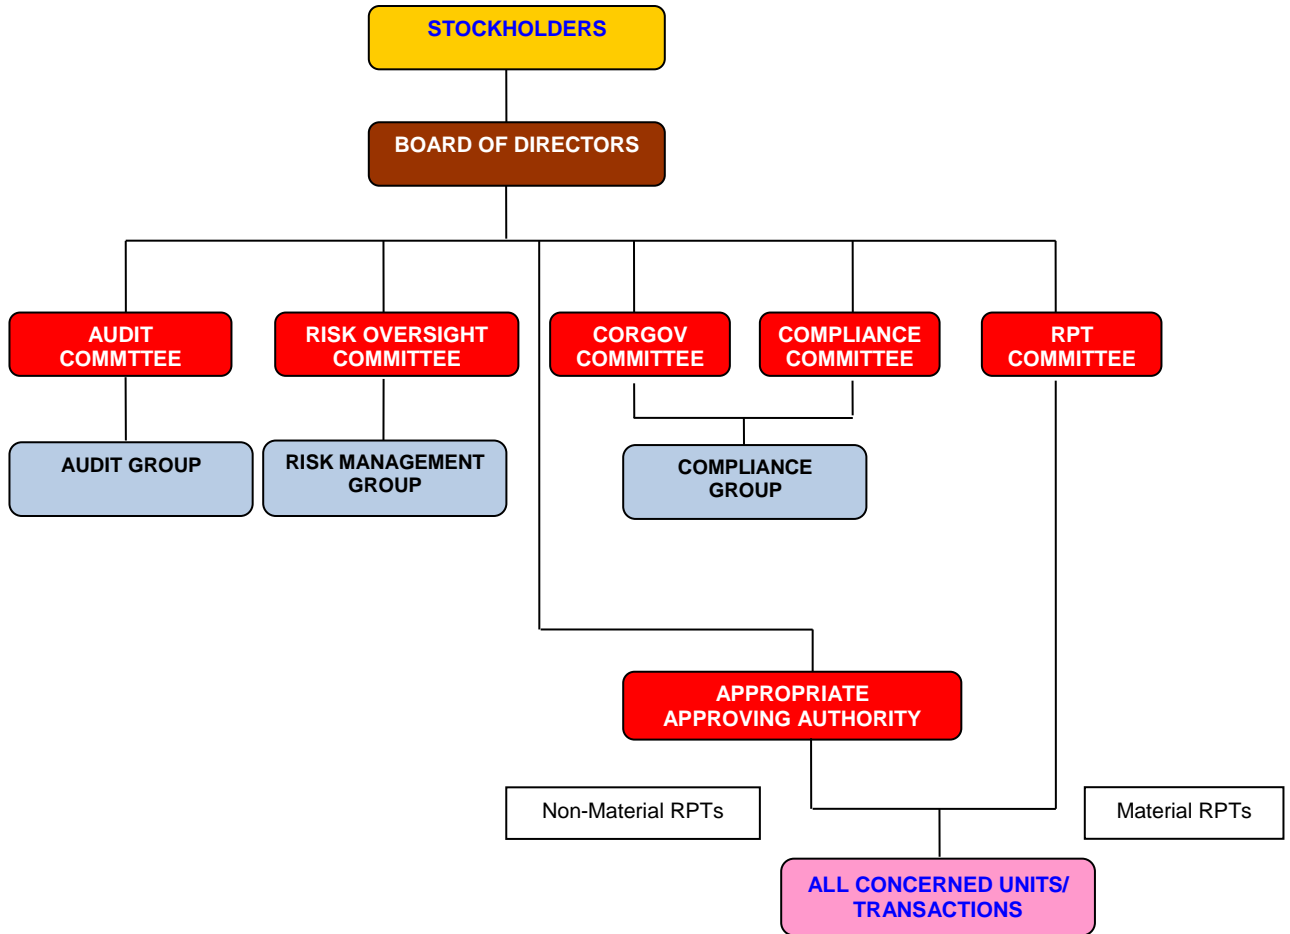 STOCKHOLDERS
BOARD OF DIRECTORS
AUDIT
COMMTTEE
RISK OVERSIGHT
COMMITTEE
CORGOV
COMMITTEE
COMPLIANCE
COMMITTEE
RPT
COMMITTEE
AUDIT GROUP
RISK MANAGEMENT
GROUP
COMPLIANCE
GROUP
APPROPRIATE
APPROVING AUTHORITY
Non-Material RPTs
Material RPTs
ALL CONCERNED UNITS/
TRANSACTIONS